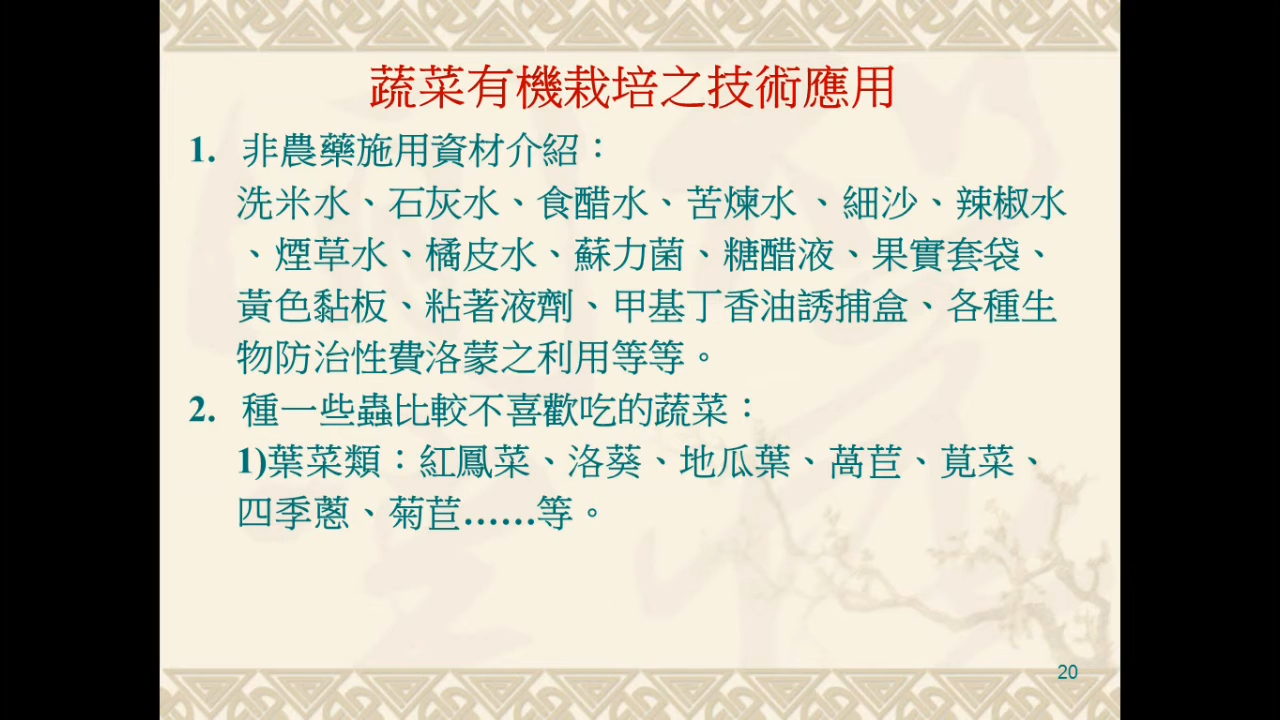 蔬菜有機栽培之技術應用
1. 非農藥施用資材介紹：
洗米水、石灰水、食醋水、苦煉水、細沙、辣椒水
、煙草水、橘皮水、蘇力菌、糖醋液、果實套袋、
黃色黏板、粘著液劑、甲基丁香油誘捕盒、各種生
物防治性費洛蒙之利用等等。
2. 種一些蟲比較不喜歡吃的蔬菜：
1)葉菜類：紅鳳菜、洛葵、地瓜葉、萵苣、莧菜、
四季蔥、菊苣……等。
20